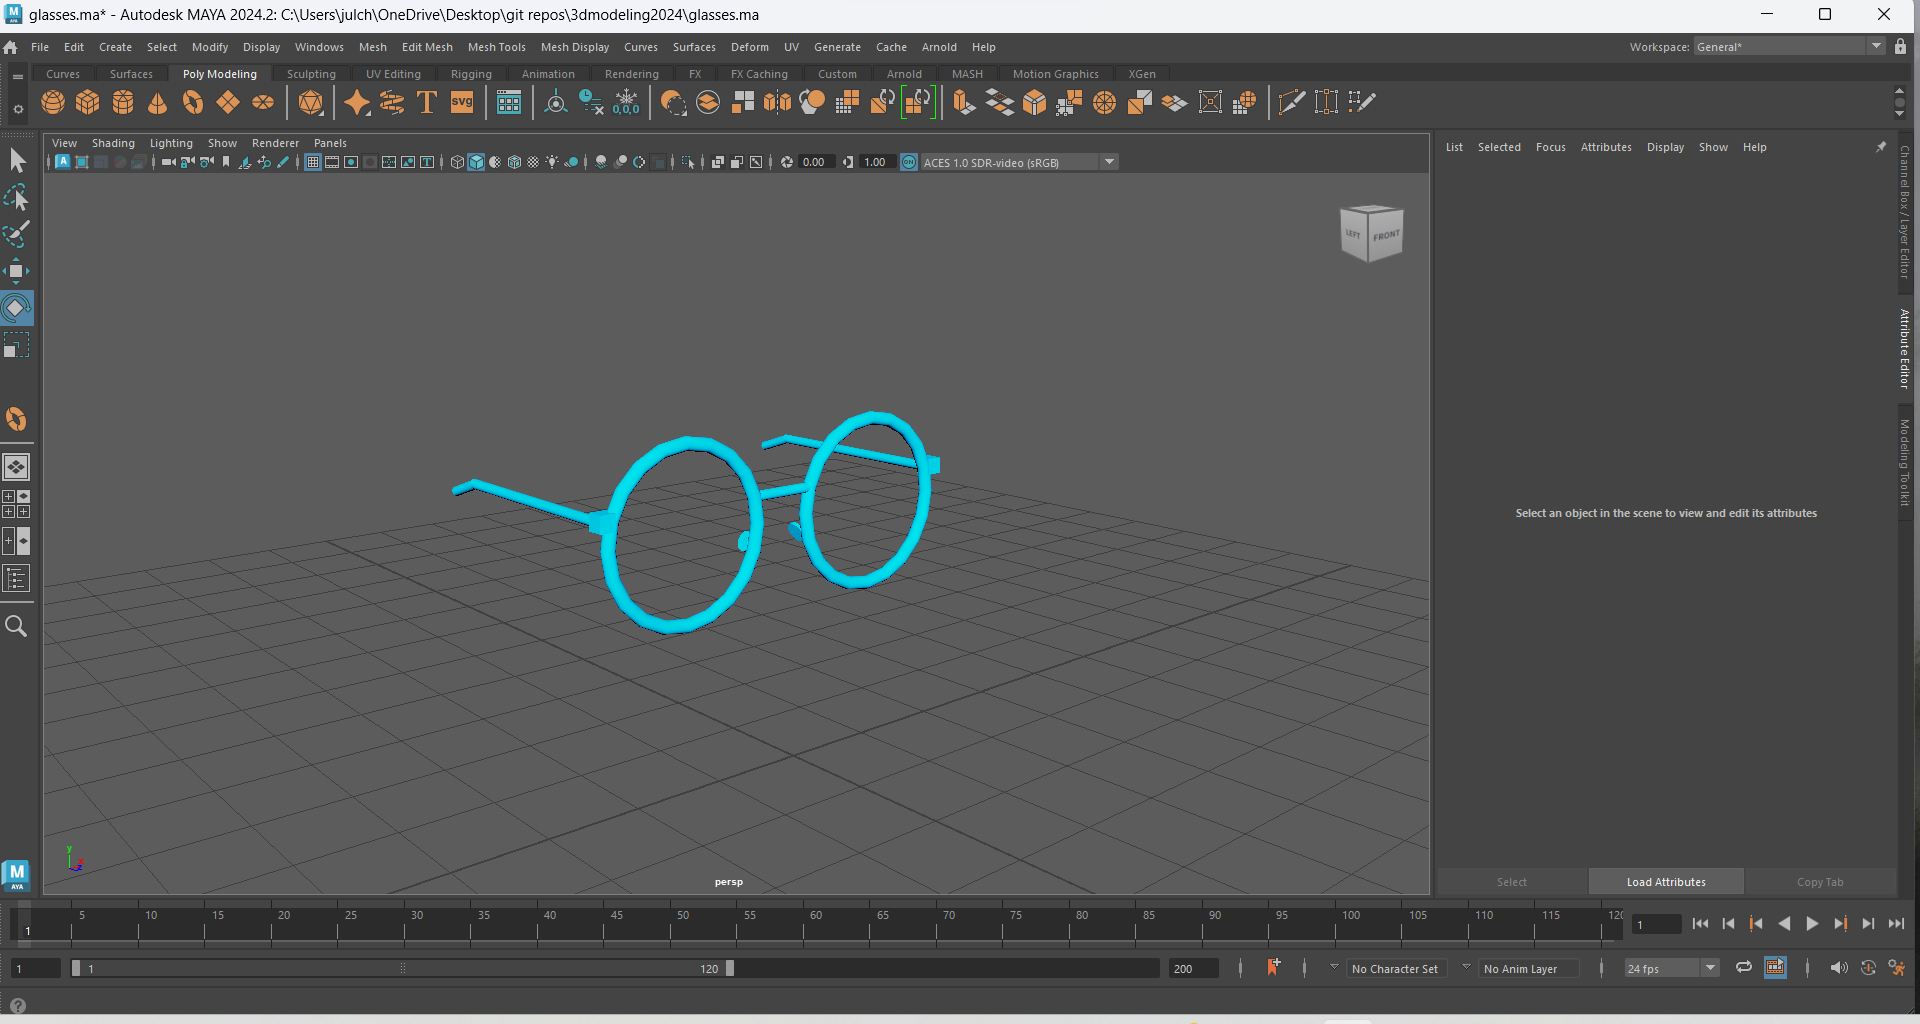 glasses.ma* - Autodesk MAYA 2024.2: C:\Users\julch\OneDrive\Desktop\git repos\3dmodeling2024\glasses.ma
File Edit Create Select Modify Display Windows Mesh Edit Mesh Mesh Tools Mesh Display Curves Surfaces Deform UV Generate Cache Arnold Help Workspace: General*
Curves Surfaces Poly Modeling Sculpting UV Editing Rigging Animation Rendering FX FX Caching Custom Arnold MASH Motion Graphics XGen
T svg 0,0,0
View Shading Lighting Show Renderer Panels
A T 0.00 1.00 ON ACES 1.0 SDR-video (sRGB)
List Selected Focus Attributes Display Show Help
Channel Box / Layer Editor
Attribute Editor
Modeling Toolkit
LEFT FRONT
Select an object in the scene to view and edit its attributes
y
x
persp
M
AYA
Select Load Attributes Copy Tab
5 10 15 20 25 30 35 40 45 50 55 60 65 70 75 80 85 90 95 100 105 110 115 120
1 1
1 1 120 200 No Character Set No Anim Layer 24 fps
?